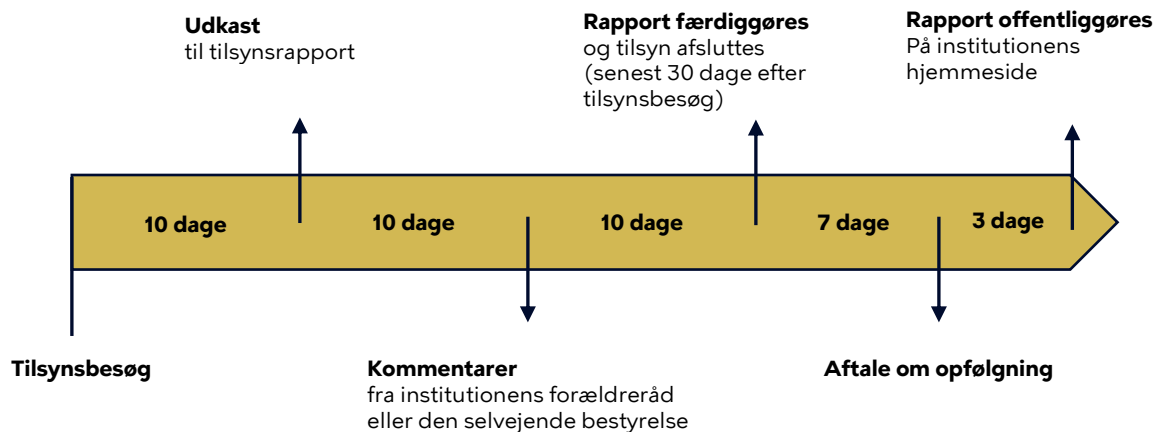 Udkast
til tilsynsrapport
Rapport færdiggøres
og tilsyn afsluttes
(senest 30 dage efter
tilsynsbesøg)
Rapport offentliggøres
På institutionens
hjemmeside
10 dage
10 dage
10 dage
7 dage
3 dage
Tilsynsbesøg
Kommentarer
fra institutionens forældreråd
eller den selvejende bestyrelse
Aftale om opfølgning